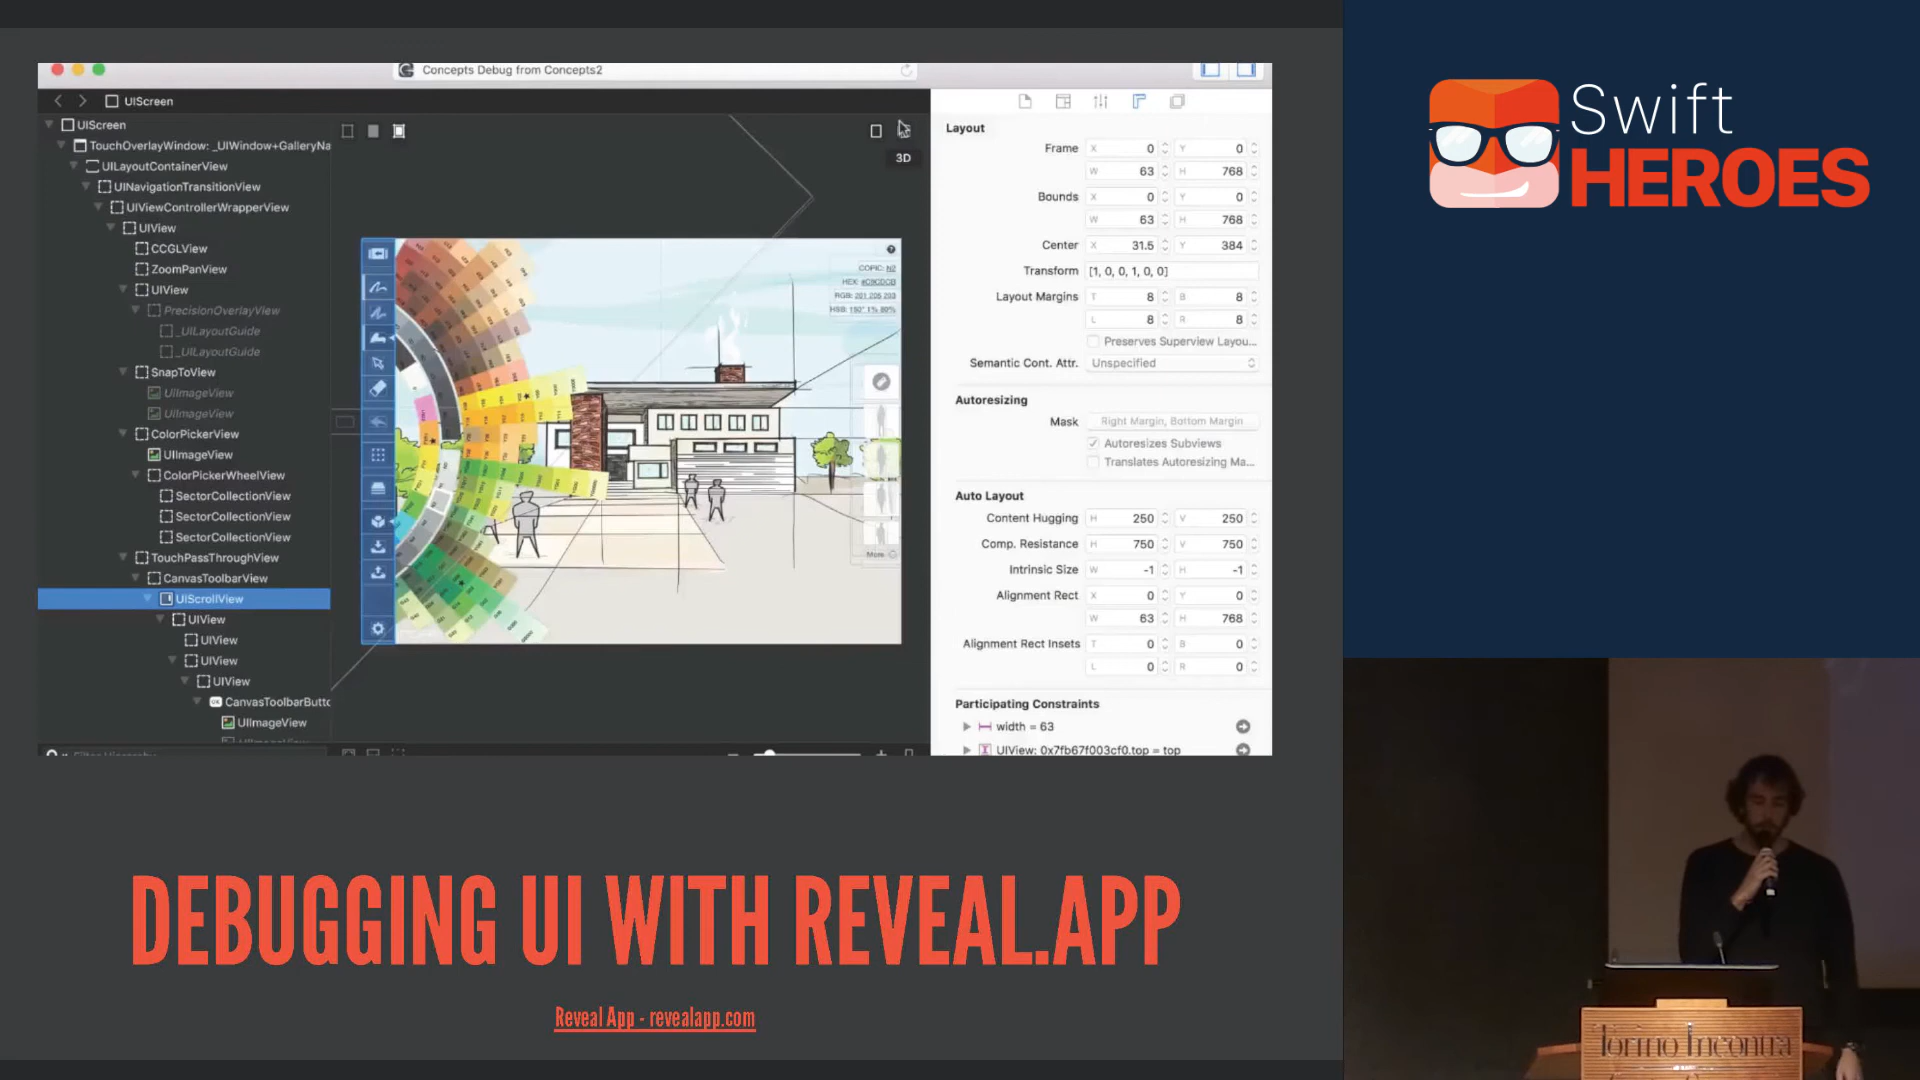 Concepts Debug from Concepts2
UIScreen
UIScreen
TouchOverlayWindow: _UIWindow+GalleryNa
UILayoutContainerView
UINavigationTransitionView
UIViewControllerWrapperView
UIView
CCGLView
ZoomPanView
UIView
PrecisionOverlayView
_UILayoutGuide
_UILayoutGuide
SnapToView
UIImageView
UIImageView
ColorPickerView
UIImageView
ColorPickerWheelView
SectorCollectionView
SectorCollectionView
SectorCollectionView
TouchPassThroughView
CanvasToolbarView
UIScrollView
UIView
UIView
UIView
UIView
CanvasToolbarButto
UIImageView
3D
COPIC: N2
More
Layout
Frame X 0 Y 0
W 63 H 768
Bounds X 0 Y 0
W 63 H 768
Center X 31.5 Y 384
Transform [1, 0, 0, 1, 0, 0]
Layout Margins T 8 B 8
L 8 R 8
Preserves Superview Layou...
Semantic Cont. Attr. Unspecified
Autoresizing
Mask Right Margin, Bottom Margin
Autoresizes Subviews
Translates Autoresizing Ma...
Auto Layout
Content Hugging H 250 V 250
Comp. Resistance H 750 V 750
Intrinsic Size W -1 H -1
Alignment Rect X 0 Y 0
W 63 H 768
Alignment Rect Insets T 0 B 0
L 0 R 0
Participating Constraints
width = 63
UIView: 0x7fb67f003cf0.top = top
DEBUGGING UI WITH REVEAL.APP
Reveal App - revealapp.com
Swift
HEROES
Torino Incontra